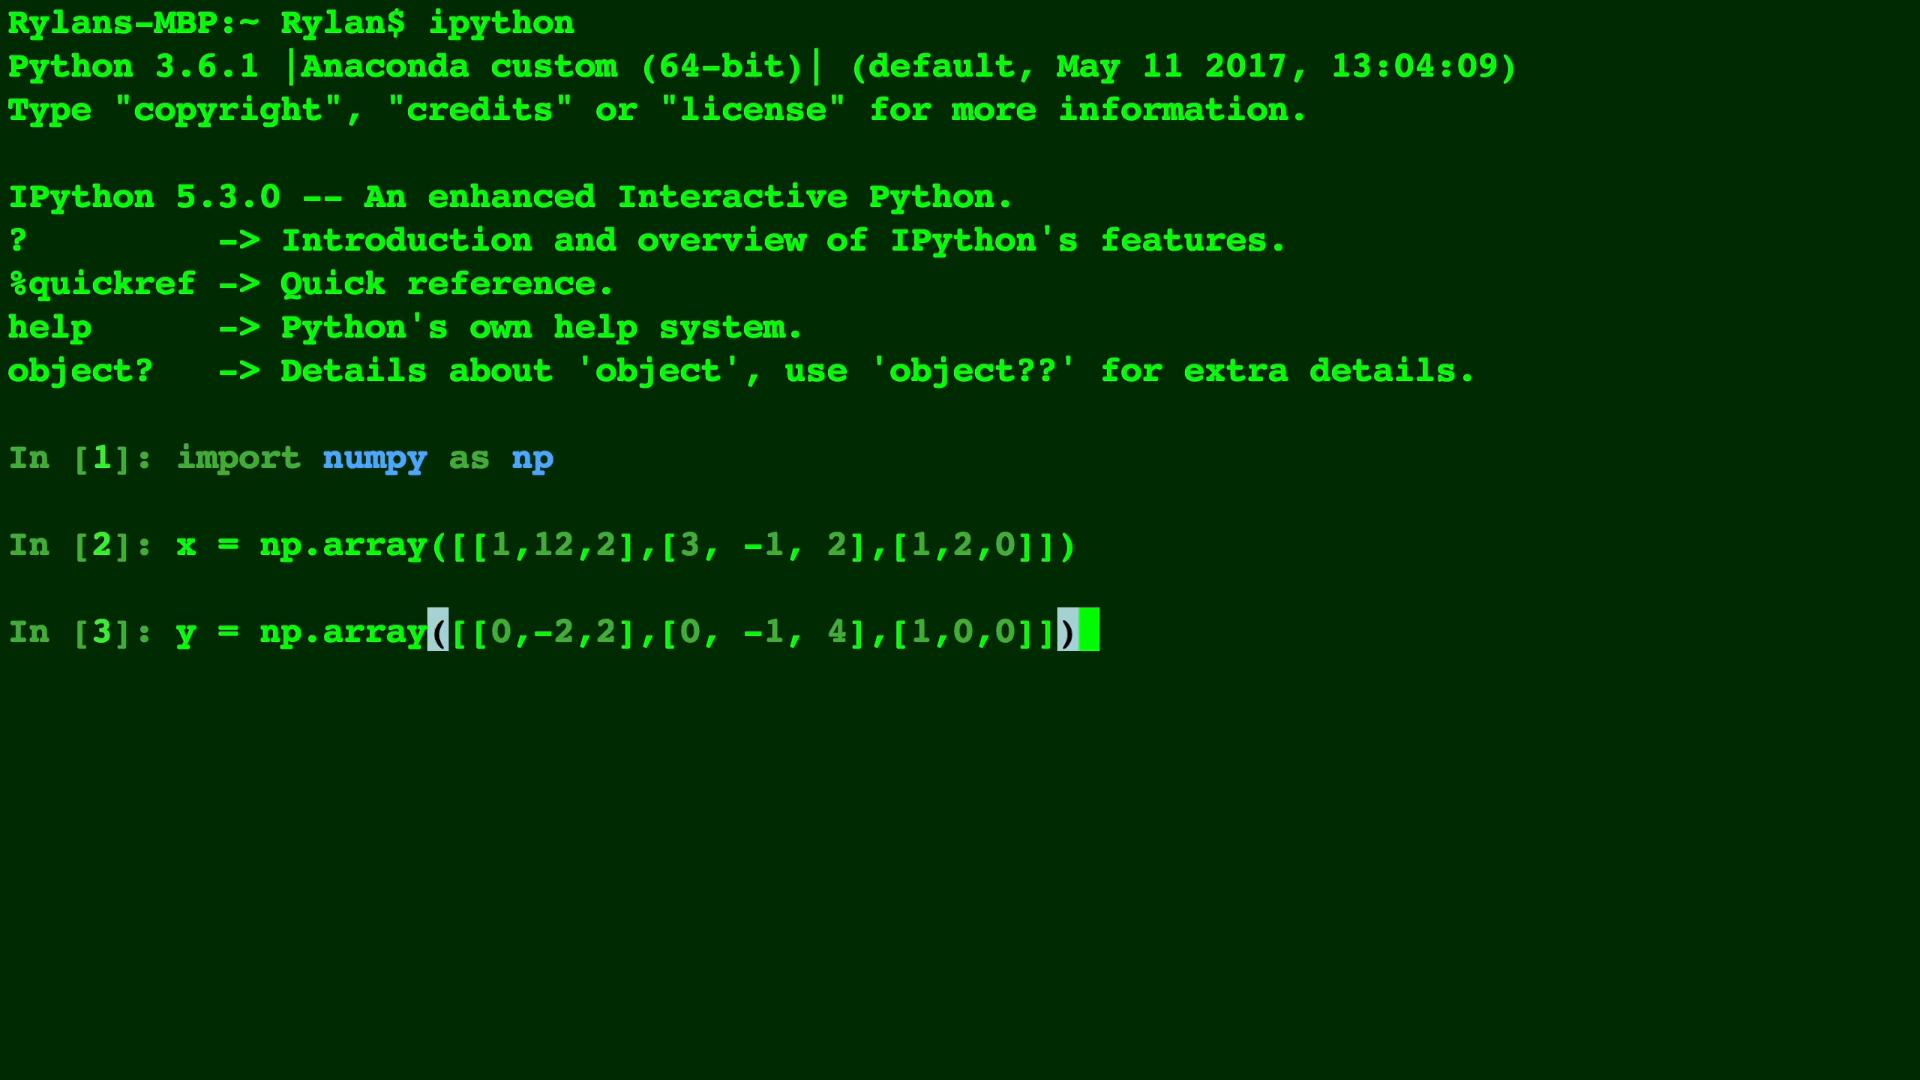 Rylans-MBP:~ Rylan$ ipython
Python 3.6.1 |Anaconda custom (64-bit)| (default, May 11 2017, 13:04:09)
Type "copyright", "credits" or "license" for more information.
IPython 5.3.0 -- An enhanced Interactive Python.
?         -> Introduction and overview of IPython's features.
%quickref -> Quick reference.
help      -> Python's own help system.
object?   -> Details about 'object', use 'object??' for extra details.
In [1]: import numpy as np
In [2]: x = np.array([[1,12,2],[3, -1, 2],[1,2,0]])
In [3]: y = np.array([[0,-2,2],[0, -1, 4],[1,0,0]])